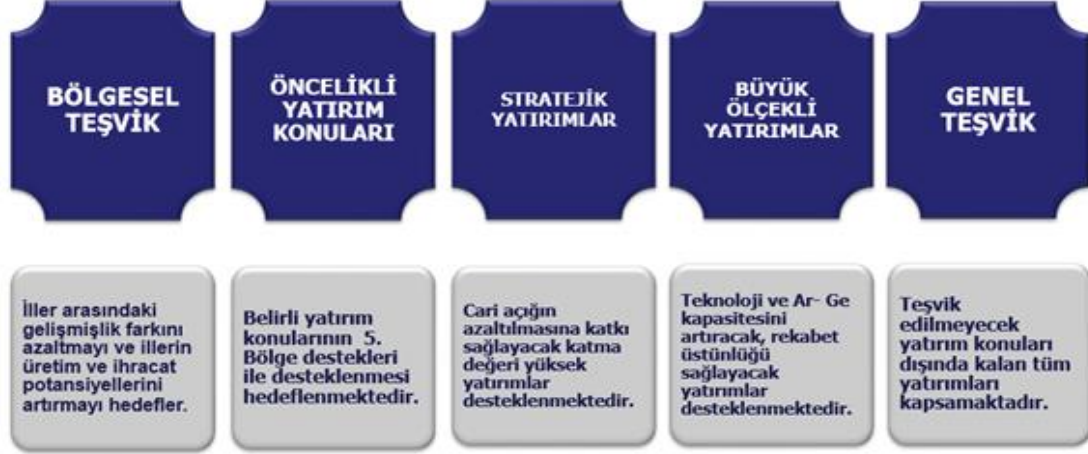 BÖLGESEL
TEŞVİK
ÖNCELİKLİ
YATIRIM
KONULARI
STRATEJİK
YATIRIMLAR
BÜYÜK
ÖLÇEKLİ
YATIRIMLAR
GENEL
TEŞVİK
İller arasındaki
gelişmişlik farkını
azaltmayı ve illerin
üretim ve ihracat
potansiyellerini
artırmayı hedefler.
Belirli yatırım
konularının 5.
Bölge destekleri
ile desteklenmesi
hedeflenmektedir.
Cari açığın
azaltılmasına katkı
sağlayacak katma
değeri yüksek
yatırımlar
desteklenmektedir.
Teknoloji ve Ar- Ge
kapasitesini
artıracak, rekabet
üstünlüğü
sağlayacak
yatırımlar
desteklenmektedir.
Teşvik
edilmeyecek
yatırım konuları
dışında kalan tüm
yatırımları
kapsamaktadır.